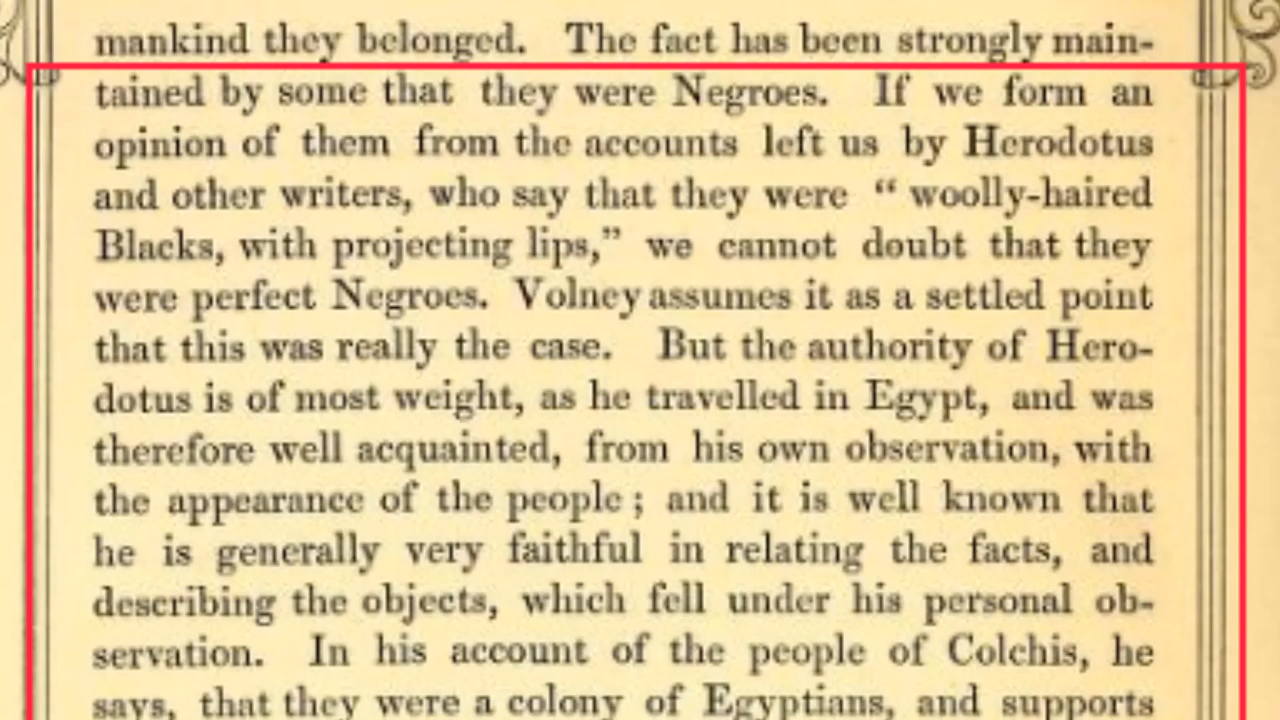 mankind they belonged. The fact has been strongly main-
tained by some that they were Negroes. If we form an
opinion of them from the accounts left us by Herodotus
and other writers, who say that they were “ woolly-haired
Blacks, with projecting lips,” we cannot doubt that they
were perfect Negroes. Volney assumes it as a settled point
that this was really the case. But the authority of Hero-
dotus is of most weight, as he travelled in Egypt, and was
therefore well acquainted, from his own observation, with
the appearance of the people ; and it is well known that
he is generally very faithful in relating the facts, and
describing the objects, which fell under his personal ob-
servation. In his account of the people of Colchis, he
says, that they were a colony of Egyptians, and supports